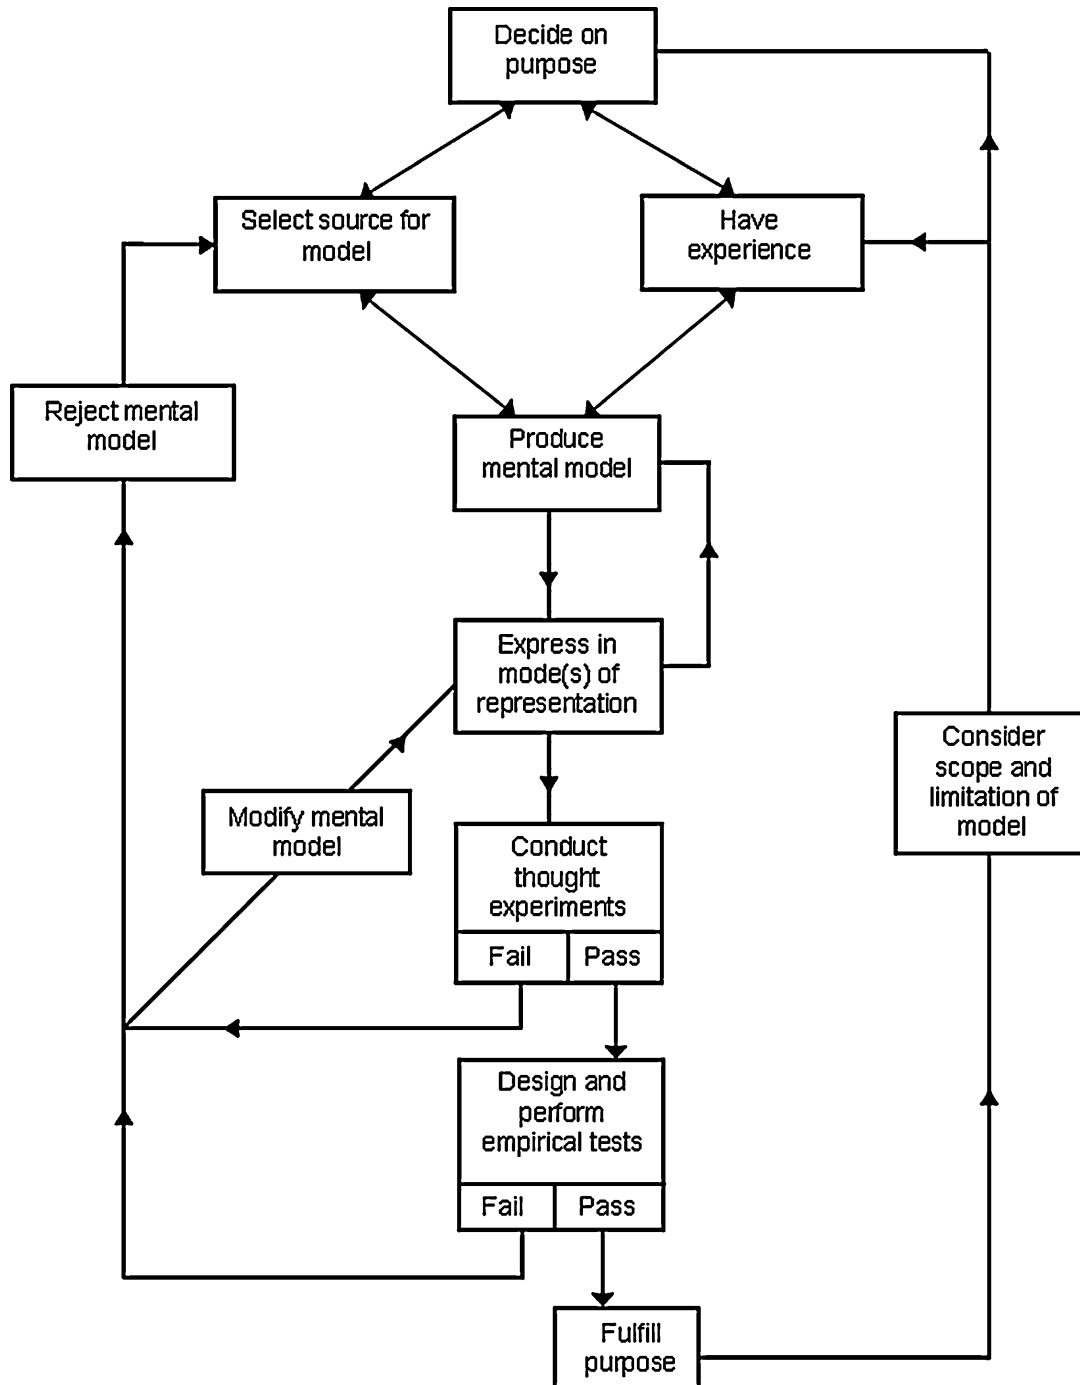 Decide on
purpose
Select source for
model
Have
experience
Reject mental
model
Produce
mental model
Express in
mode(s) of
representation
Consider
scope and
limitation of
model
Modify mental
model
Conduct
thought
experiments
Fail
Pass
Design and
perform
empirical tests
Fail
Pass
Fulfill
purpose